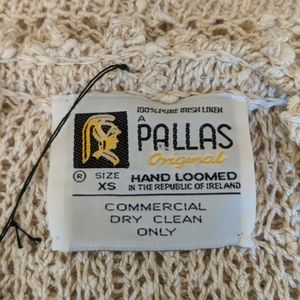 100% PURE IRISH LINEN
A
PALLAS
Original
® SIZE
XS
HAND LOOMED
IN THE REPUBLIC OF IRELAND
COMMERCIAL
DRY CLEAN
ONLY